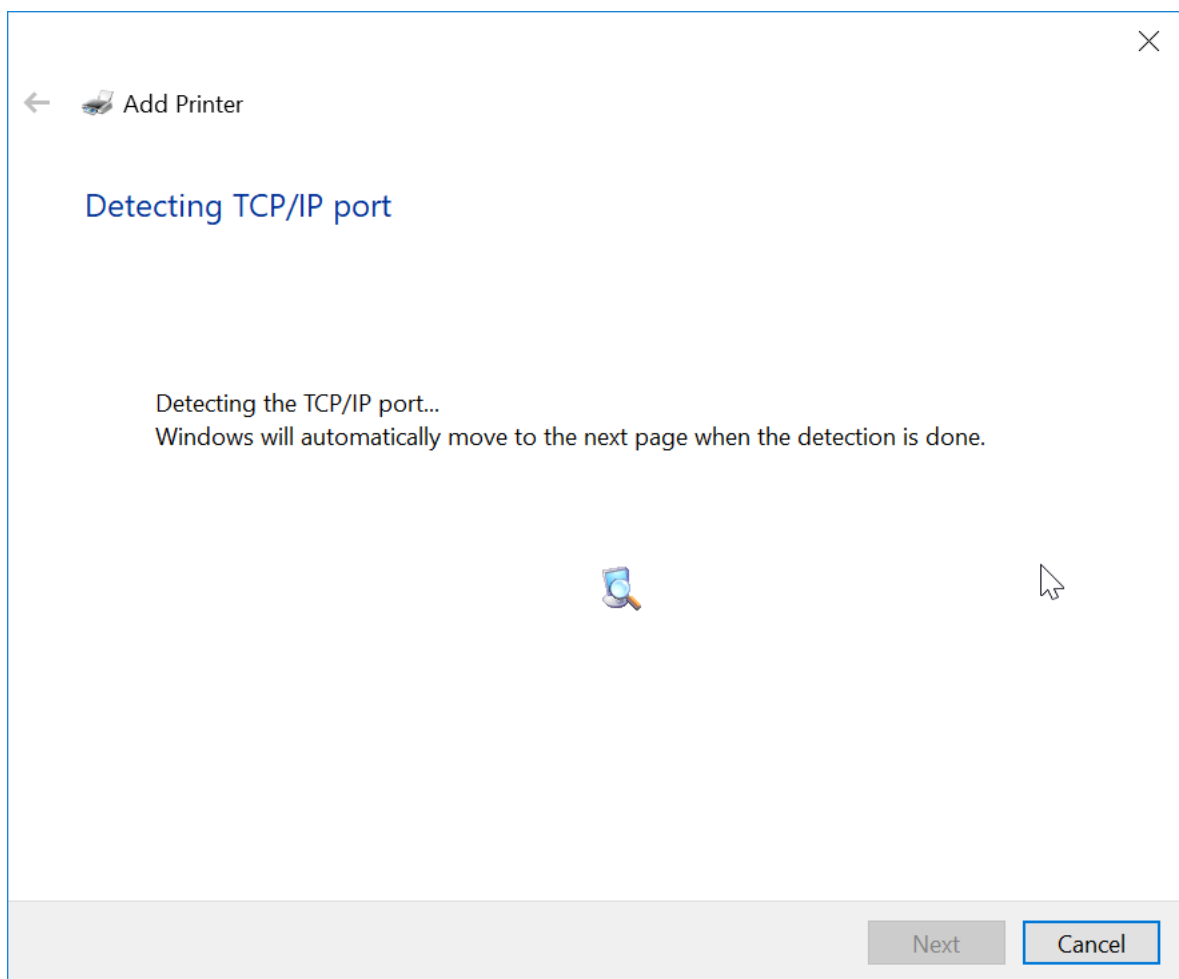 Add Printer
Detecting TCP/IP port
Detecting the TCP/IP port...
Windows will automatically move to the next page when the detection is done.
Next
Cancel